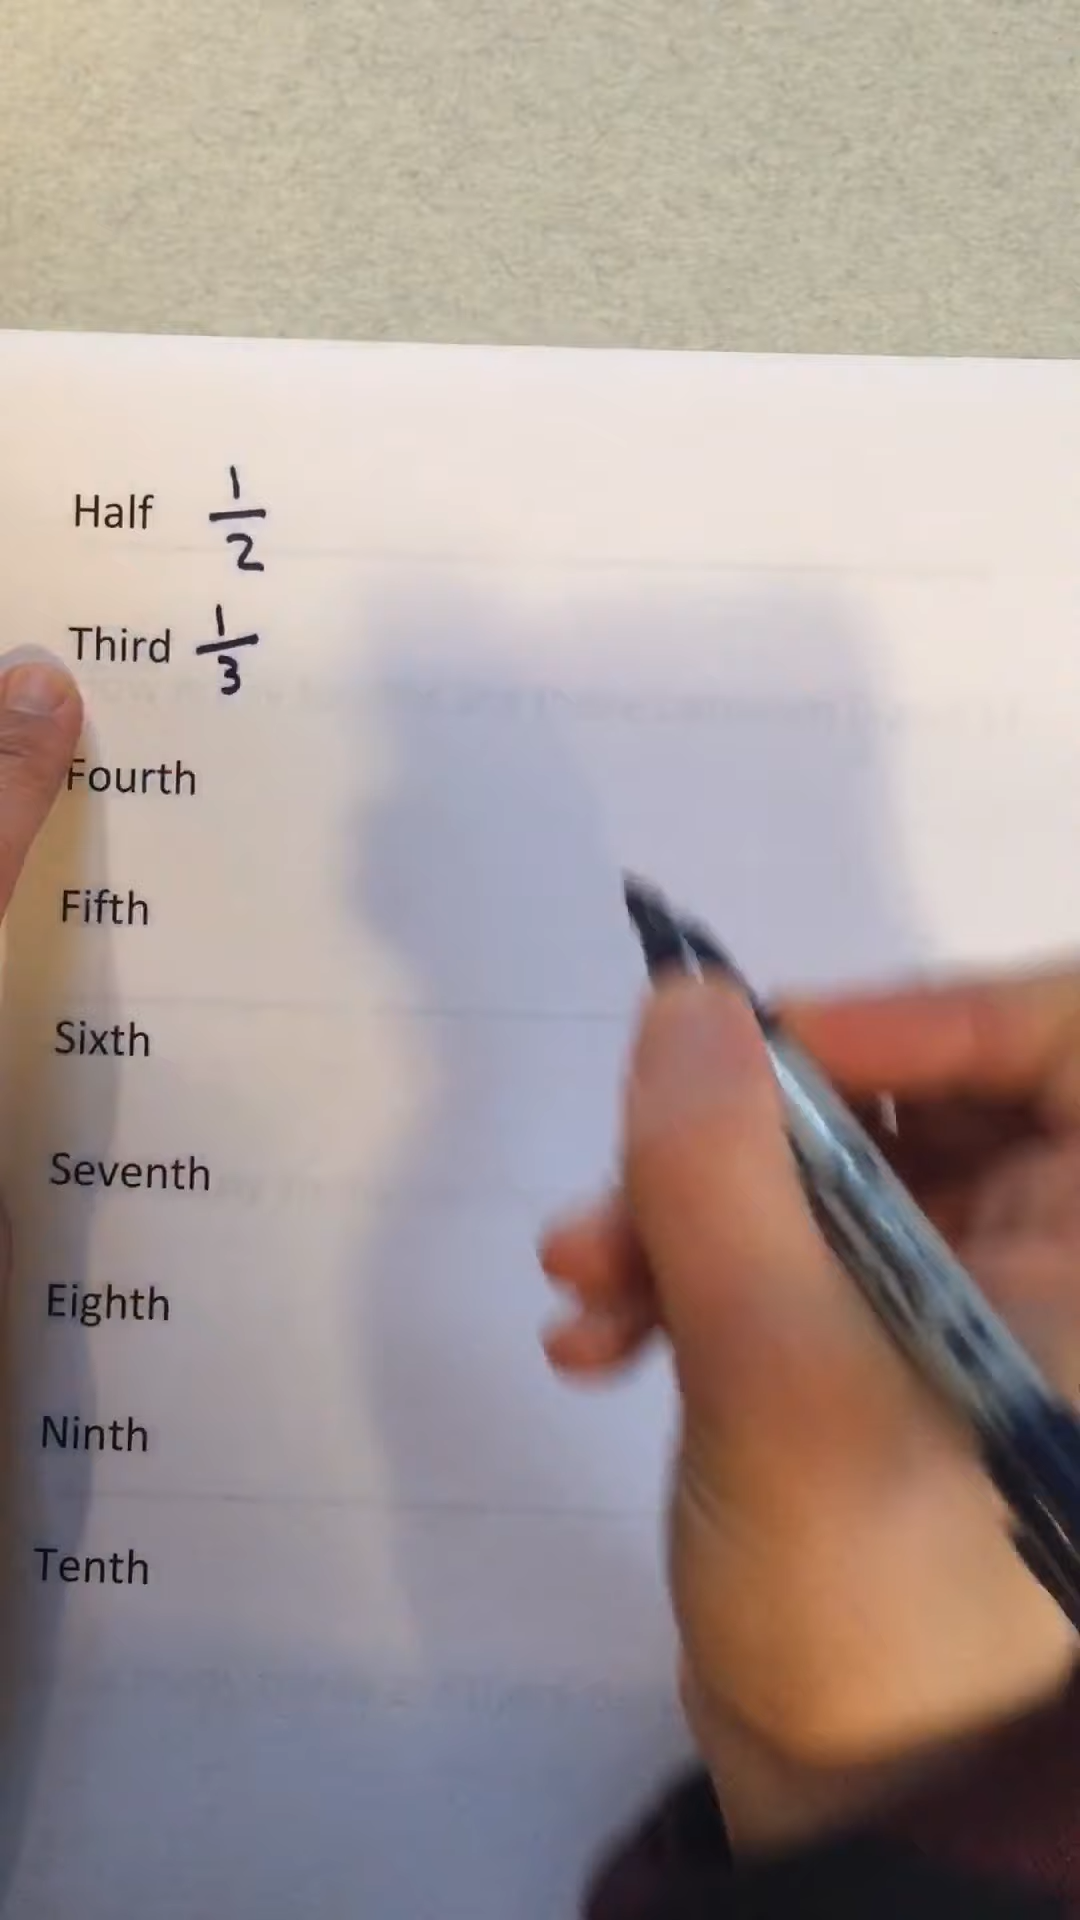 Half 1/2
Third 1/3
Fourth
Fifth
Sixth
Seventh
Eighth
Ninth
Tenth